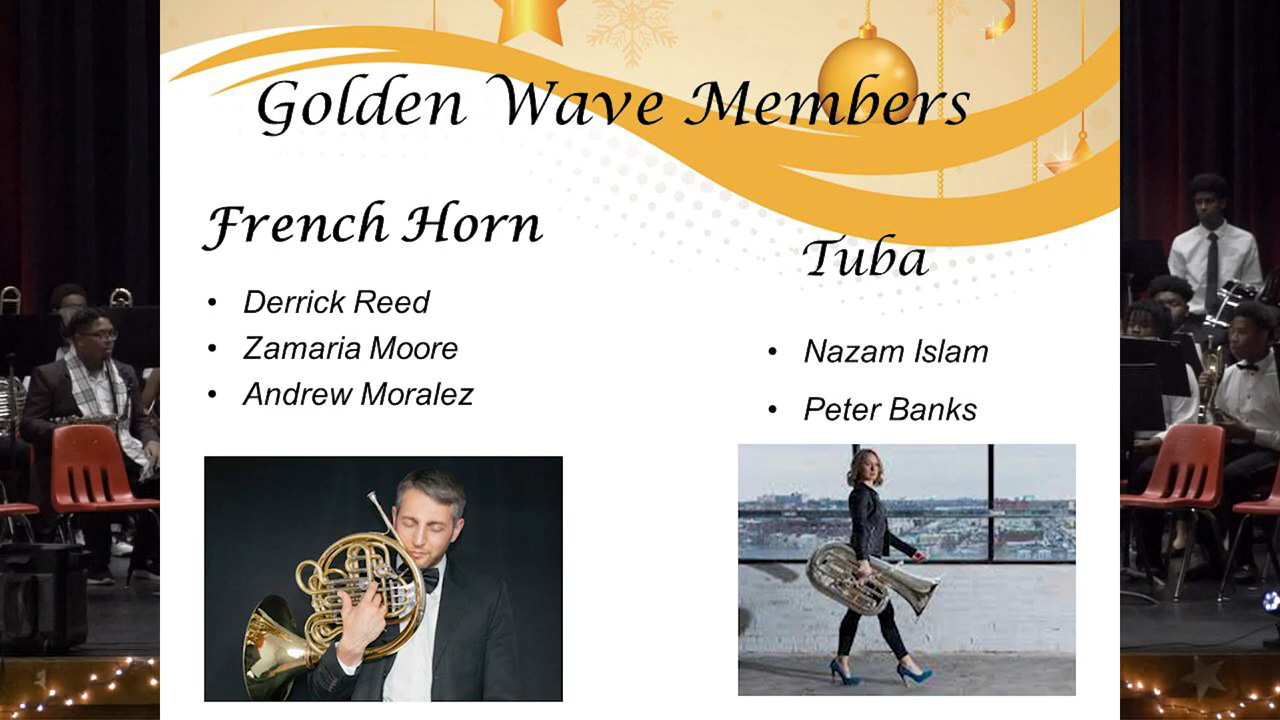 Golden Wave Members
French Horn
• Derrick Reed
• Zamaria Moore
• Andrew Moralez
Tuba
• Nazam Islam
• Peter Banks